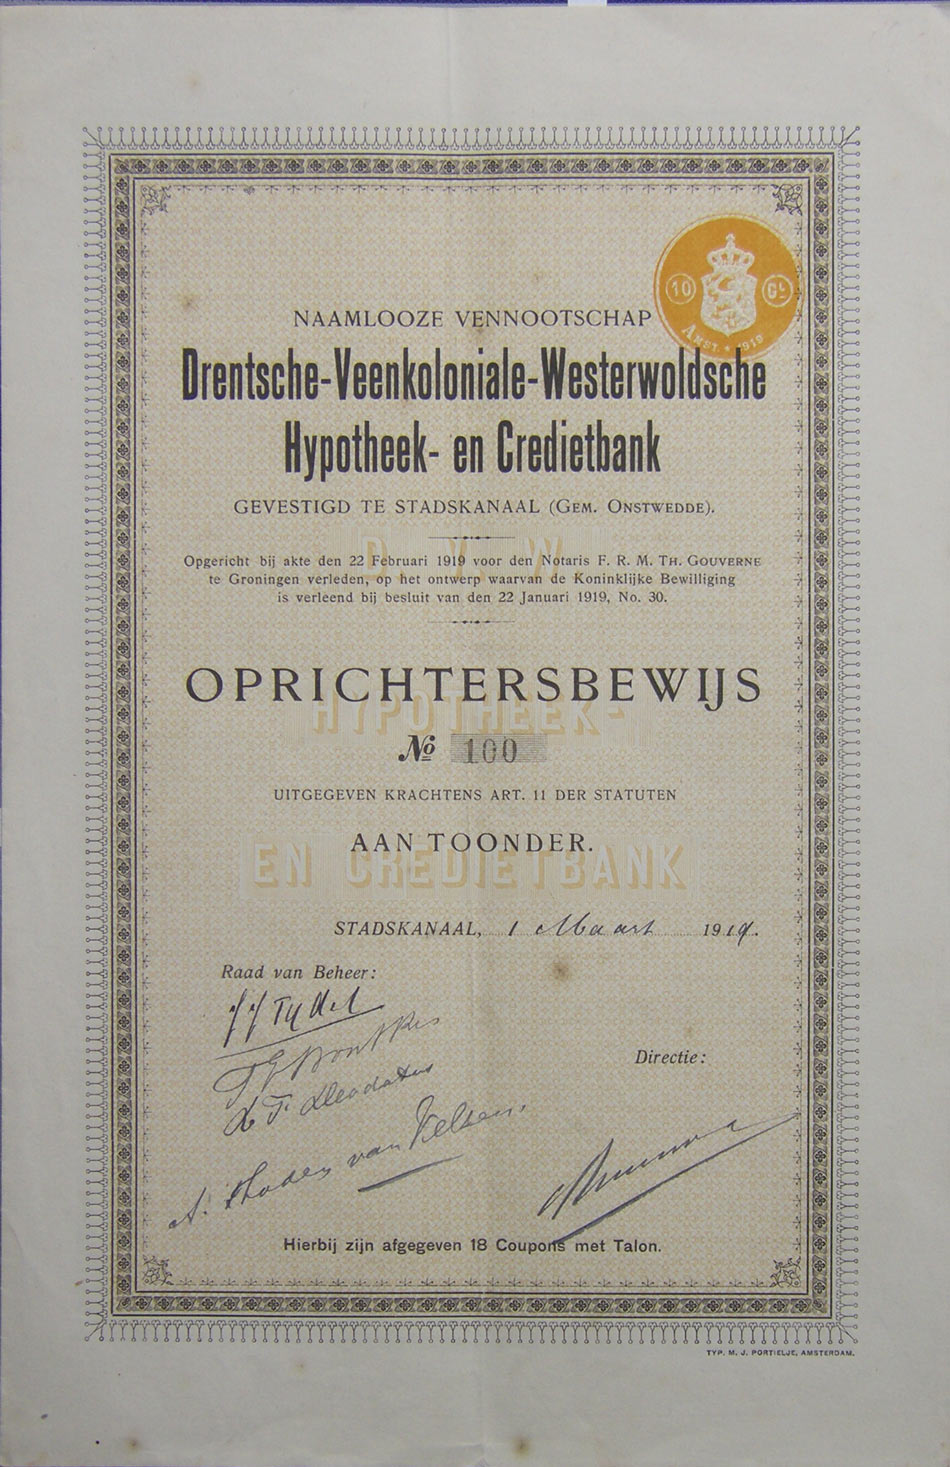 10 GL
AMST. * 1919
NAAMLOOZE VENNOOTSCHAP
Drentsche-Veenkoloniale-Westerwoldsche
Hypotheek- en Credietbank
GEVESTIGD TE STADSKANAAL (GEM. ONSTWEDDE).
D. V. W.
Opgericht bij akte den 22 Februari 1919 voor den Notaris F. R. M. TH. GOUVERNE
te Groningen verleden, op het ontwerp waarvan de Koninklijke Bewilliging
is verleend bij besluit van den 22 Januari 1919, No. 30.
OPRICHTERSBEWIJS
HYPOTHEEK-
No 100
UITGEGEVEN KRACHTENS ART. 11 DER STATUTEN
AAN TOONDER.
EN CREDIETBANK
STADSKANAAL, 1 Maart 1919.
Raad van Beheer:
Directie:
van Velsen.
Hierbij zijn afgegeven 18 Coupons met Talon.
TYP. M. J. PORTIELJE, AMSTERDAM.